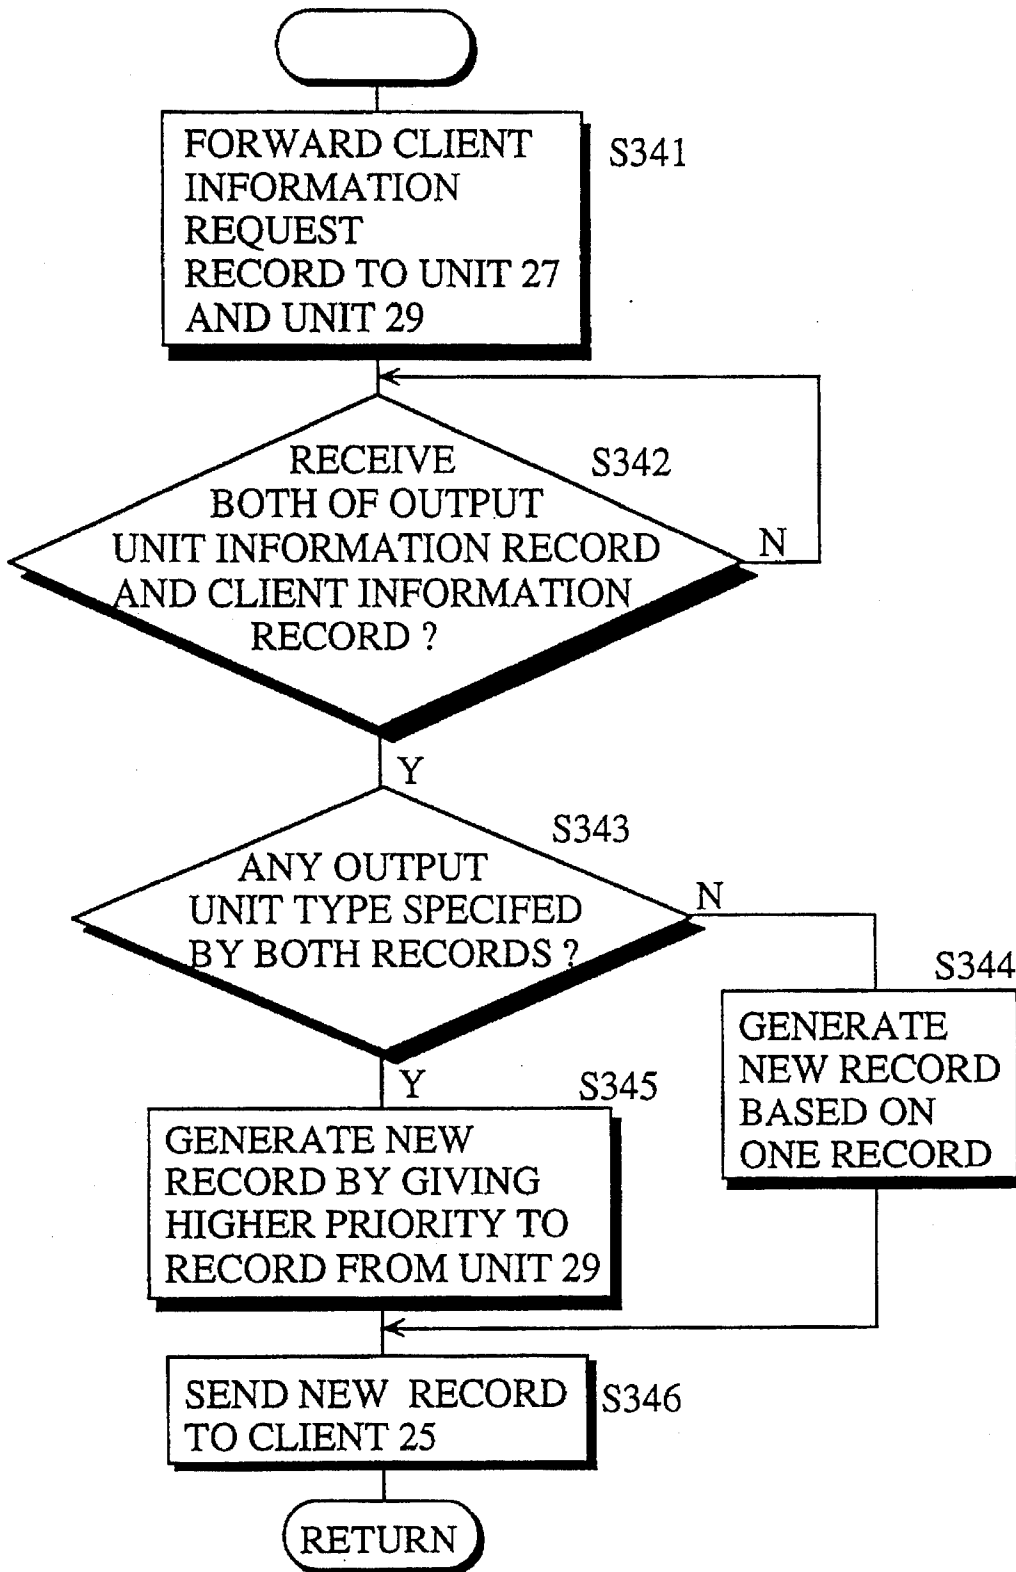 FORWARD CLIENT
INFORMATION
REQUEST
RECORD TO UNIT 27
AND UNIT 29
S341
RECEIVE
BOTH OF OUTPUT
UNIT INFORMATION RECORD
AND CLIENT INFORMATION
RECORD ?
S342
N
Y
ANY OUTPUT
UNIT TYPE SPECIFED
BY BOTH RECORDS ?
S343
N
S344
GENERATE
NEW RECORD
BASED ON
ONE RECORD
Y
S345
GENERATE NEW
RECORD BY GIVING
HIGHER PRIORITY TO
RECORD FROM UNIT 29
SEND NEW RECORD
TO CLIENT 25
S346
RETURN